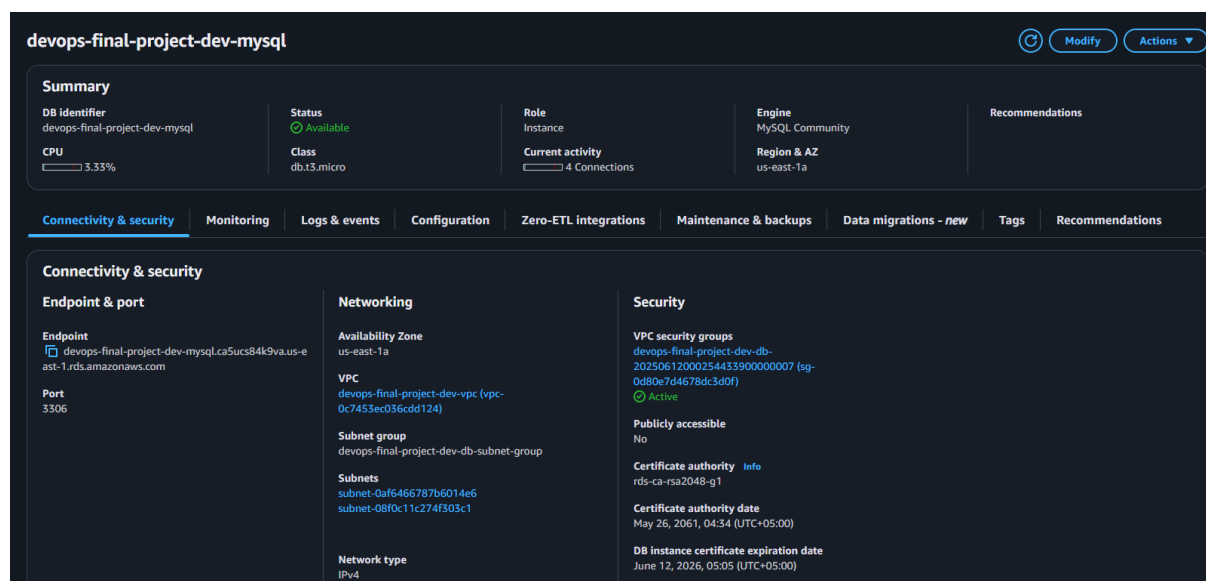 devops-final-project-dev-mysql
Modify
Actions
Summary
DB identifier
devops-final-project-dev-mysql
Status
Available
Role
Instance
Engine
MySQL Community
Recommendations
CPU
3.33%
Class
db.t3.micro
Current activity
4 Connections
Region & AZ
us-east-1a
Connectivity & security
Monitoring
Logs & events
Configuration
Zero-ETL integrations
Maintenance & backups
Data migrations - new
Tags
Recommendations
Connectivity & security
Endpoint & port
Endpoint
devops-final-project-dev-mysql.ca5ucs84k9va.us-e
ast-1.rds.amazonaws.com
Port
3306
Networking
Availability Zone
us-east-1a
VPC
devops-final-project-dev-vpc (vpc-
0c7453ec036cdd124)
Subnet group
devops-final-project-dev-db-subnet-group
Subnets
subnet-0af6466787b6014e6
subnet-08f0c11c274f303c1
Network type
IPv4
Security
VPC security groups
devops-final-project-dev-db-
20250612000254433900000007 (sg-
0d80e7d4678dc3d0f)
Active
Publicly accessible
No
Certificate authority Info
rds-ca-rsa2048-g1
Certificate authority date
May 26, 2061, 04:34 (UTC+05:00)
DB instance certificate expiration date
June 12, 2026, 05:05 (UTC+05:00)